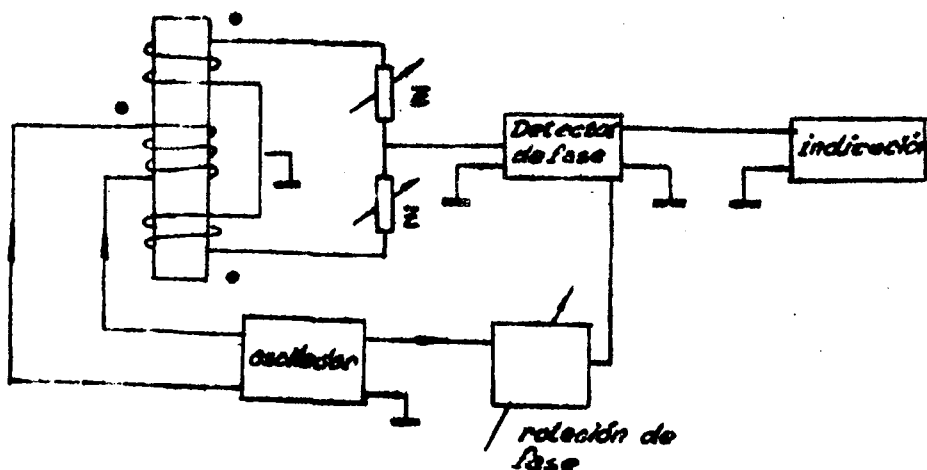 Detector
de fase
indicación
oscilador
rotación de
fase